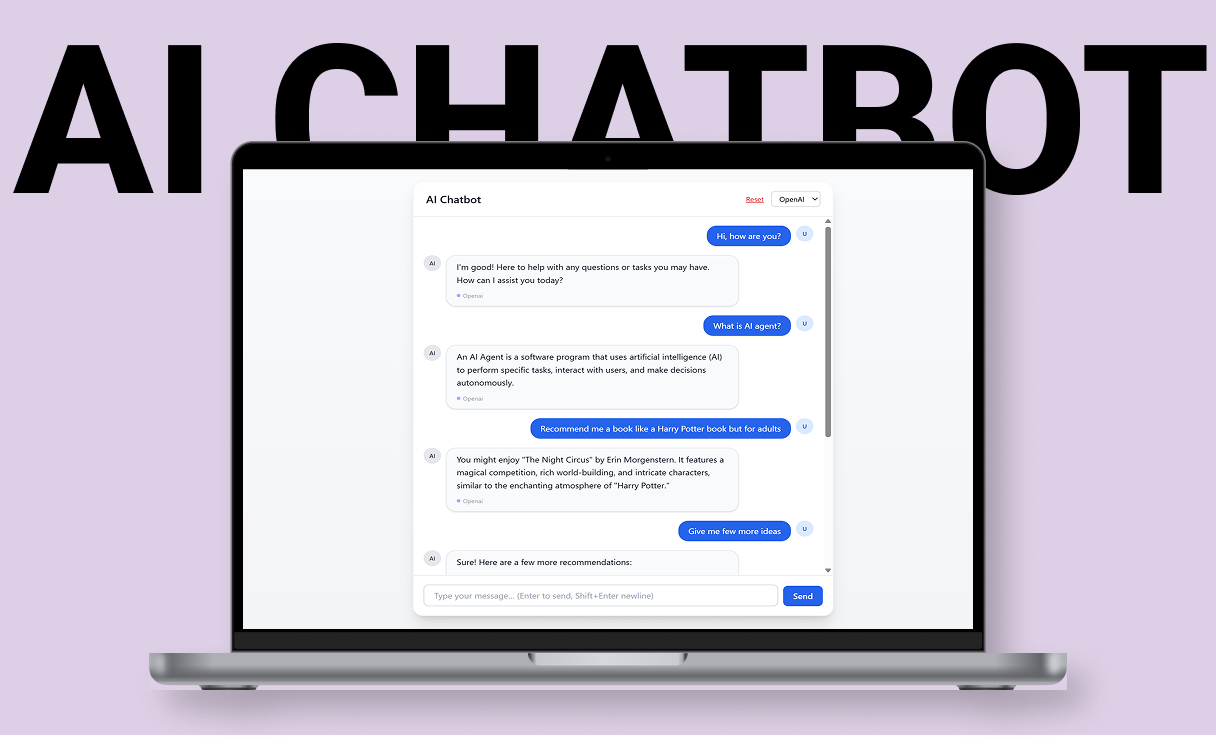 AI CHATBOT
AI Chatbot
Reset
OpenAI
Hi, how are you?
U
AI
I'm good! Here to help with any questions or tasks you may have.
How can I assist you today?
Openai
What is AI agent?
U
AI
An AI Agent is a software program that uses artificial intelligence (AI)
to perform specific tasks, interact with users, and make decisions
autonomously.
Openai
Recommend me a book like a Harry Potter book but for adults
U
AI
You might enjoy "The Night Circus" by Erin Morgenstern. It features a
magical competition, rich world-building, and intricate characters,
similar to the enchanting atmosphere of "Harry Potter."
Openai
Give me few more ideas
U
AI
Sure! Here are a few more recommendations:
Type your message... (Enter to send, Shift+Enter newline)
Send